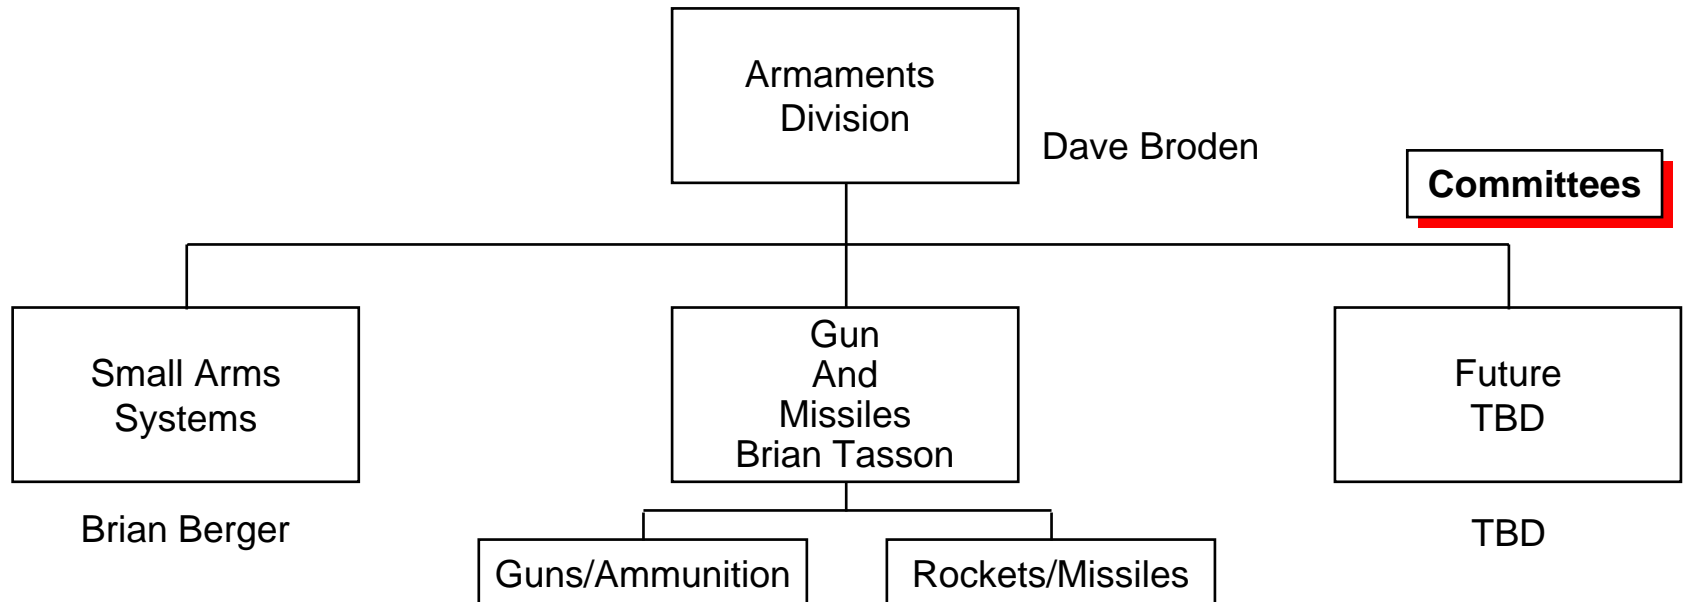 Armaments
Division
Dave Broden
Committees
Small Arms
Systems
Gun
And
Missiles
Brian Tasson
Future
TBD
Brian Berger
TBD
Guns/Ammunition
Rockets/Missiles